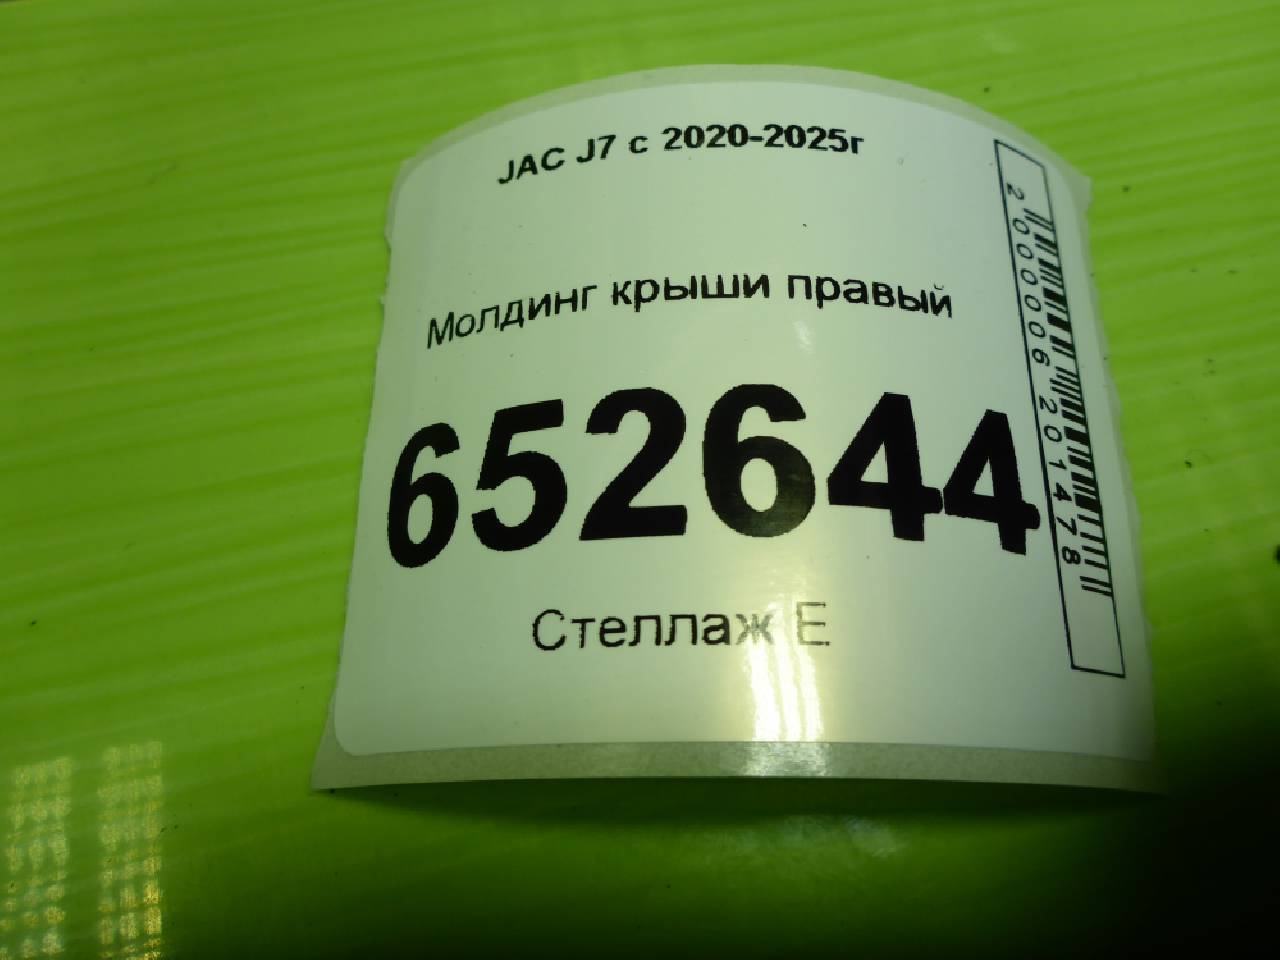 JAC J7 с 2020-2025г
Молдинг крыши правый
652644
Стеллаж Е
2000006201478